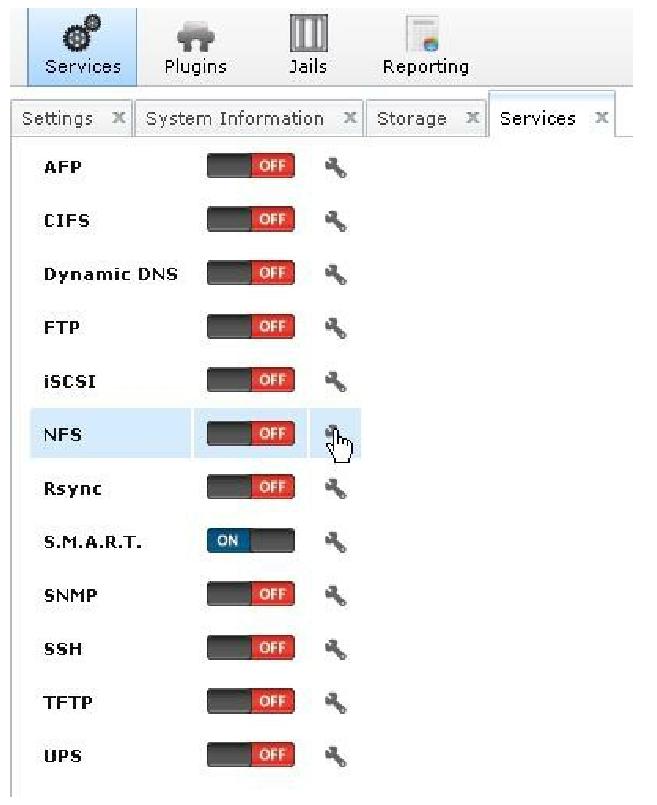 Services Plugins Jails Reporting
Settings x System Information x Storage x Services x
AFP OFF
CIFS OFF
Dynamic DNS OFF
FTP OFF
iSCSI OFF
NFS OFF
Rsync OFF
S.M.A.R.T. ON
SNMP OFF
SSH OFF
TFTP OFF
UPS OFF